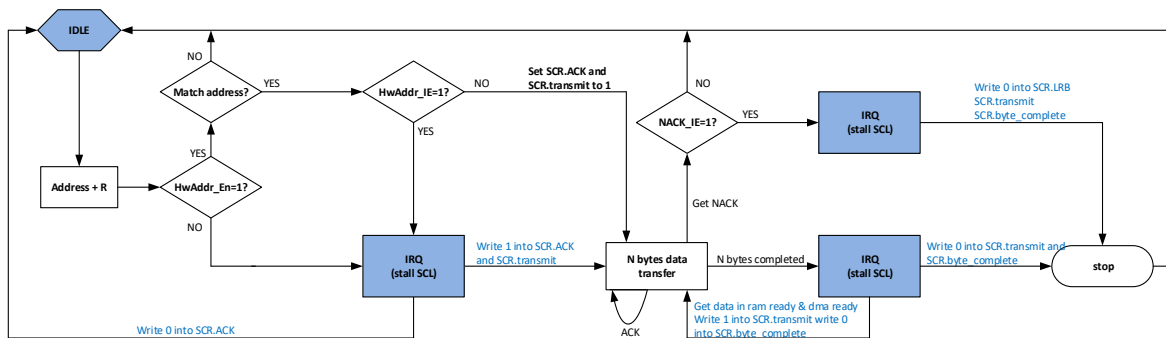 IDLE
NO
YES
Match address?
HwAddr_IE=1?
NO
Set SCR.ACK and
SCR.transmit to 1
NO
NACK_IE=1?
YES
IRQ
(stall SCL)
Write 0 into SCR.LRB
SCR.transmit
SCR.byte_complete
YES
YES
Address + R
HwAddr_En=1?
NO
Get NACK
IRQ
(stall SCL)
Write 1 into SCR.ACK
and SCR.transmit
N bytes data
transfer
N bytes completed
IRQ
(stall SCL)
Write 0 into SCR.transmit and
SCR.byte_complete
stop
Write 0 into SCR.ACK
ACK
Get data in ram ready & dma ready
Write 1 into SCR.transmit write 0
into SCR.byte_complete